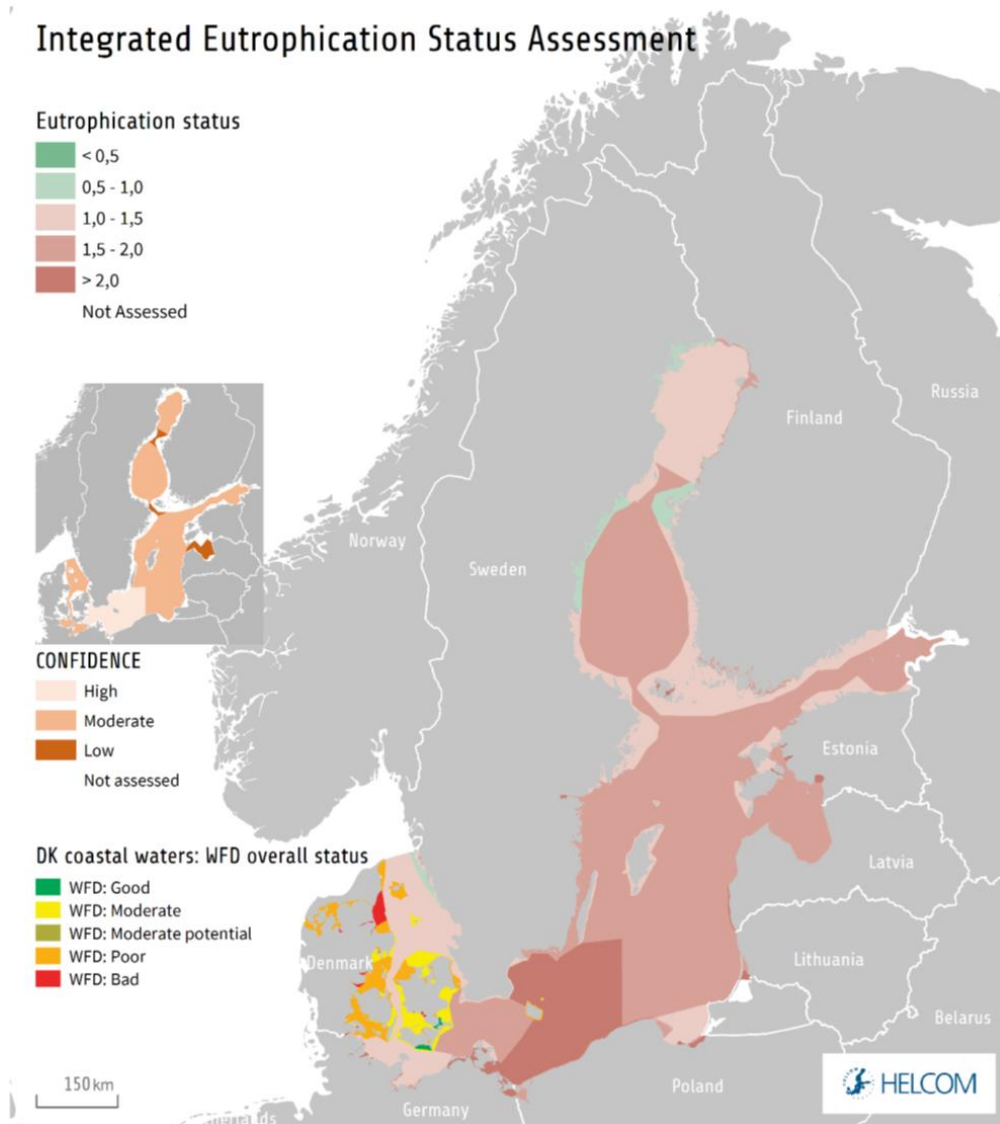 Integrated Eutrophication Status Assessment
Eutrophication status
< 0,5
0,5 - 1,0
1,0 - 1,5
1,5 - 2,0
> 2,0
Not Assessed
Russia
Finland
Norway
Sweden
CONFIDENCE
High
Moderate
Low
Not assessed
Estonia
DK coastal waters: WFD overall status
Latvia
WFD: Good
WFD: Moderate
WFD: Moderate potential
WFD: Poor
WFD: Bad
Denmark
Lithuania
Belarus
150 km
HELCOM
Poland
Germany